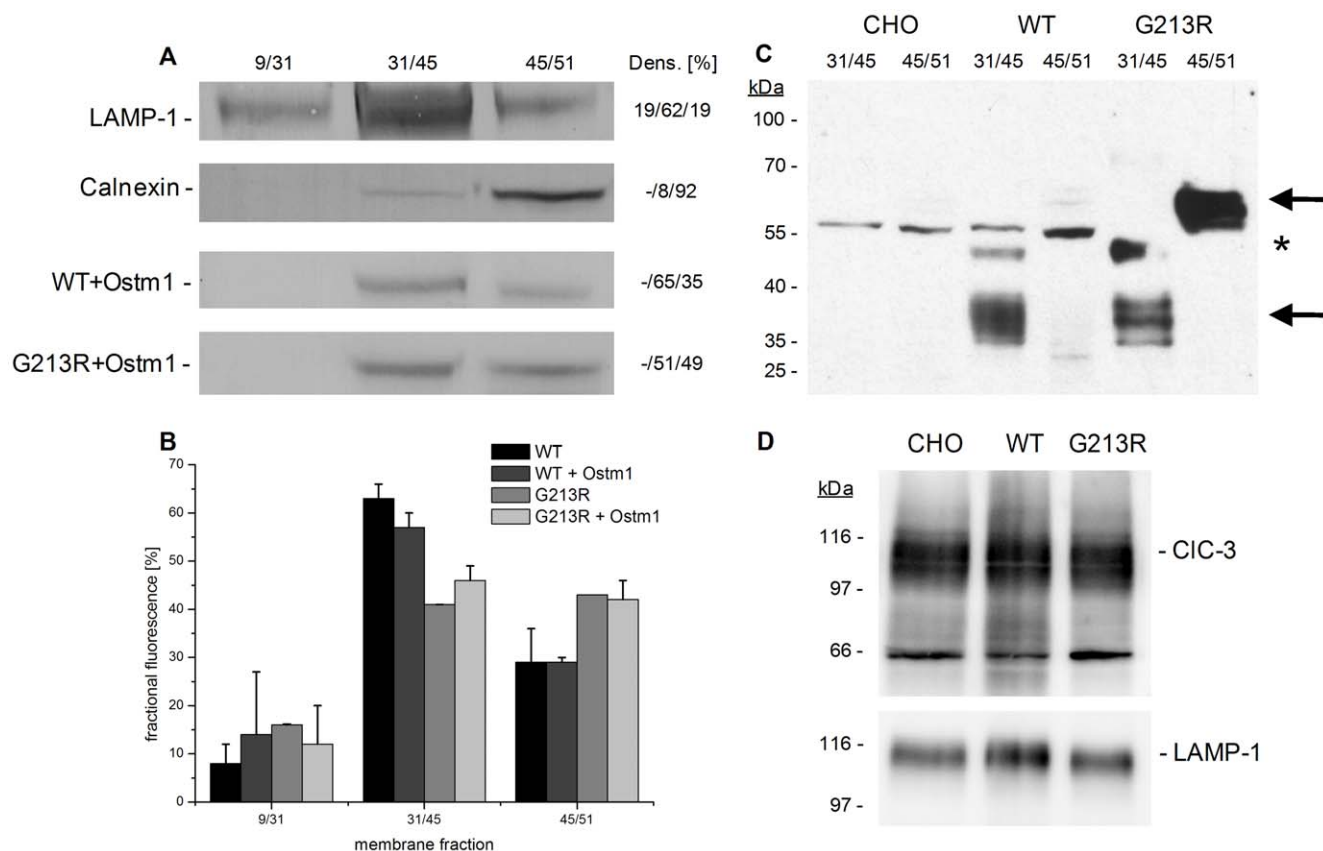 A
9/31 31/45 45/51 Dens. [%]
LAMP-1 19/62/19
Calnexin - -/8/92
WT+Ostm1 - -/65/35
G213R+Ostm1 - -/51/49
B
WT
WT + Ostm1
G213R
G213R + Ostm1
fractional fluorescence [%]
70
60
50
40
30
20
10
0
9/31 31/45 45/51
membrane fraction
CHO WT G213R
C 31/45 45/51 31/45 45/51 31/45 45/51
kDa
100 -
70 -
55 -
*
40 -
35 -
25 -
D CHO WT G213R
kDa
116 - - ClC-3
97 -
66 -
116 - - LAMP-1
97 -